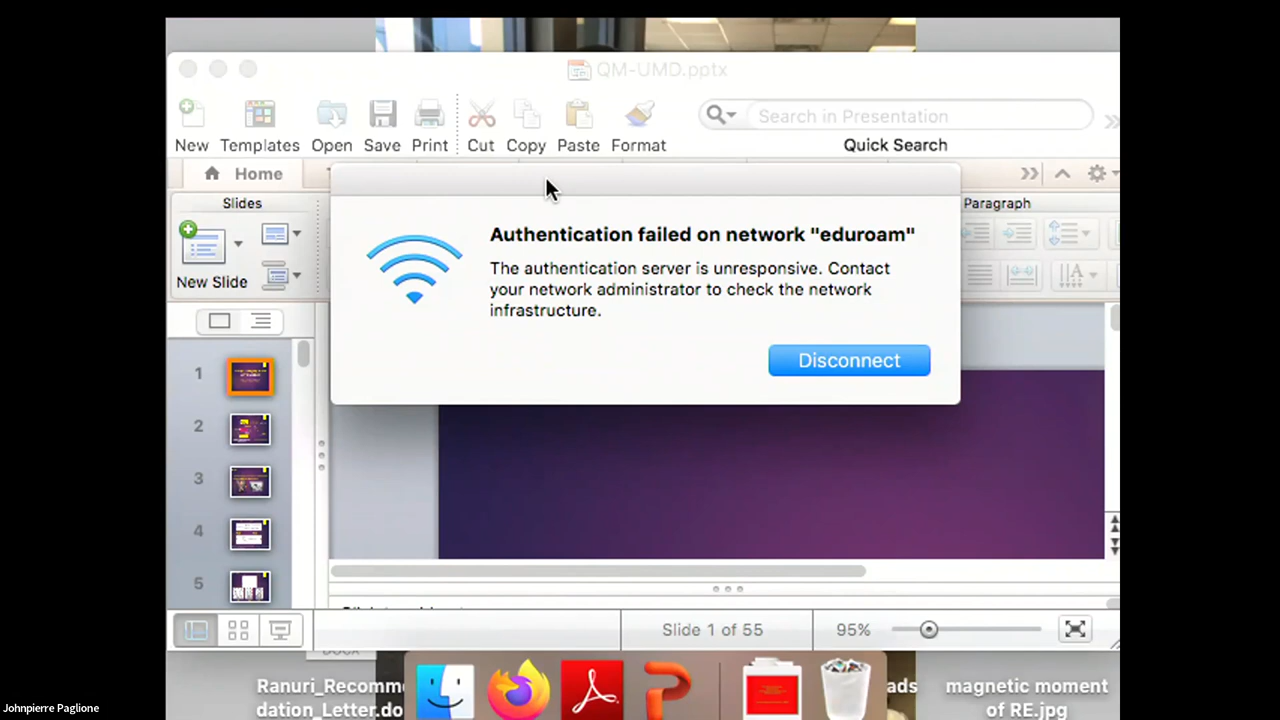 QM-UMD.pptx
New Templates Open Save Print Cut Copy Paste Format
Search in Presentation
Quick Search
Home
Slides
Paragraph
New Slide
Authentication failed on network "eduroam"
The authentication server is unresponsive. Contact
your network administrator to check the network
infrastructure.
Disconnect
1
2
3
4
5
Slide 1 of 55
95%
Ranuri_Recomme
dation_Letter.do
ads
magnetic moment
of RE.jpg
Johnpierre Paglione